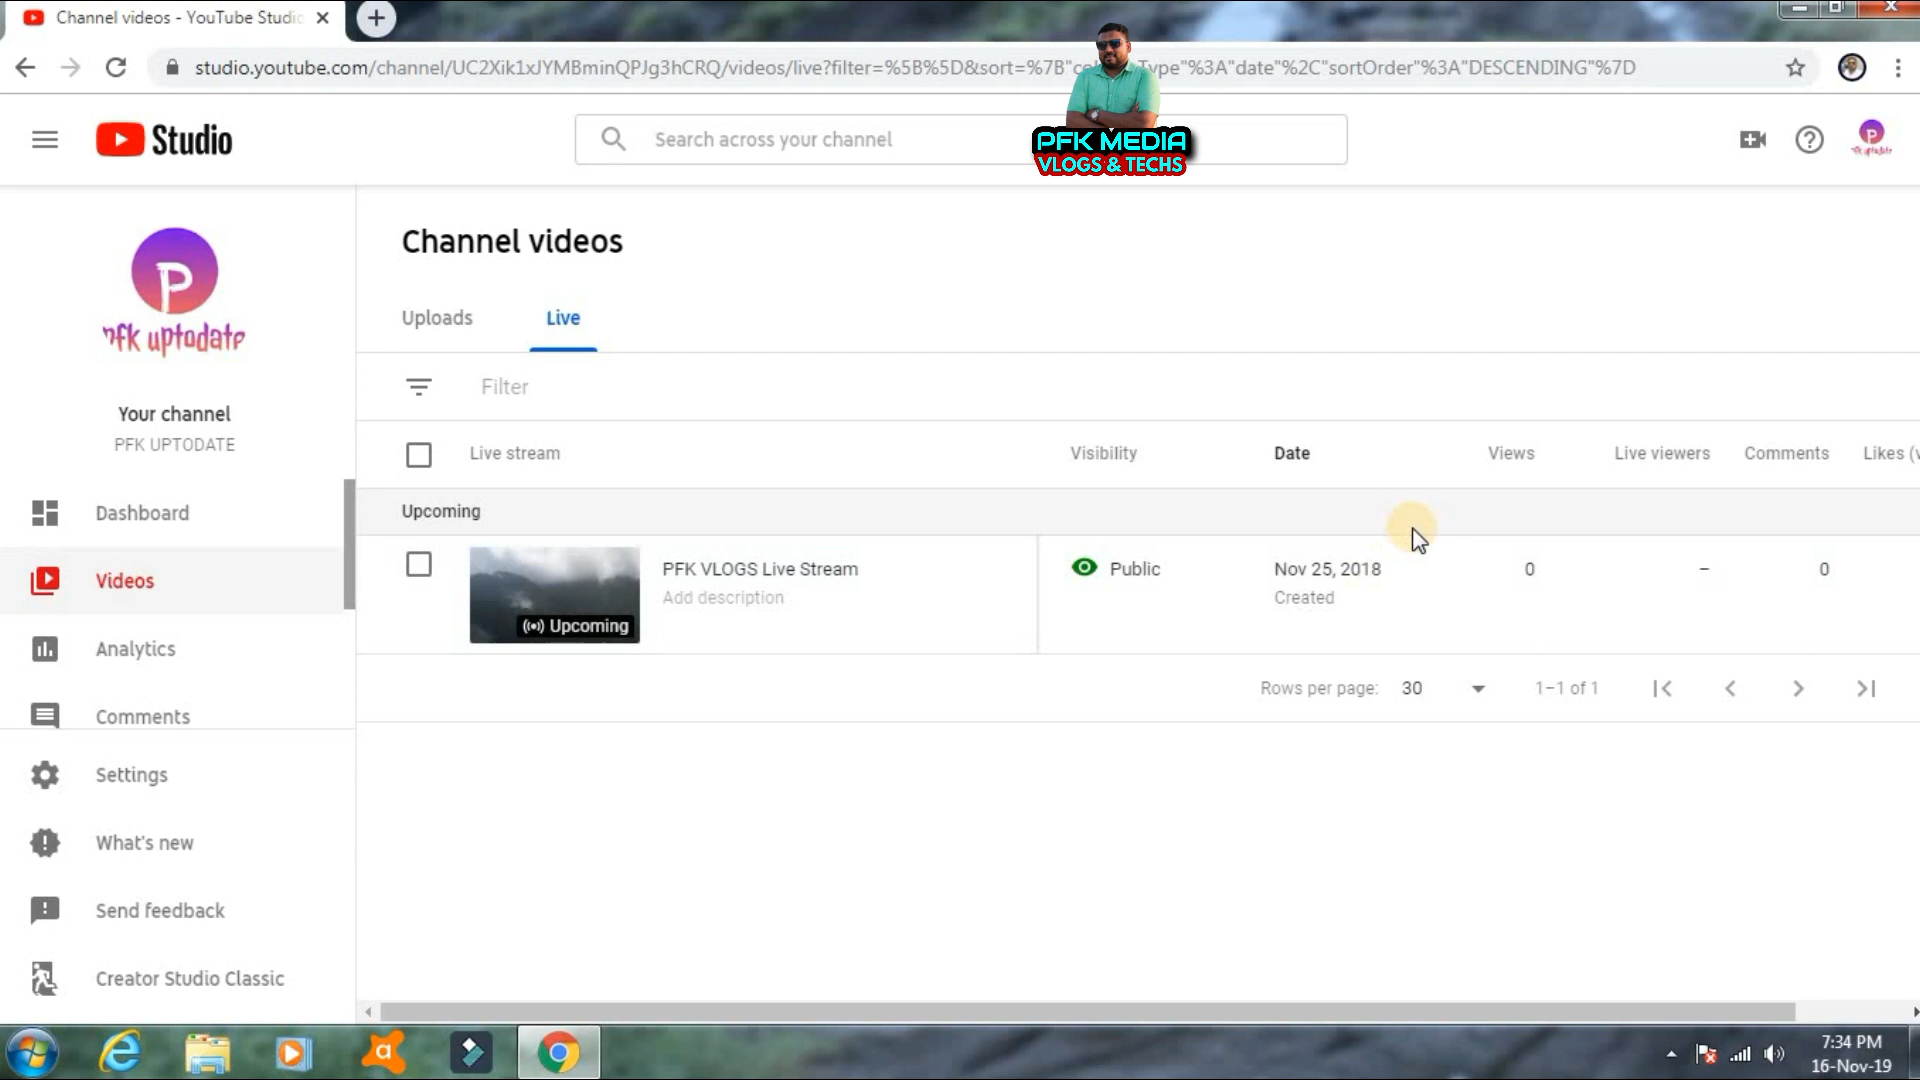 Channel videos - YouTube Studio
studio.youtube.com/channel/UC2Xik1xJYMBminQPJg3hCRQ/videos/live?filter=%5B%5D&sort=%7B"co Type"%3A"date"%2C"sortOrder"%3A"DESCENDING"%7D
Studio
Search across your channel
PFK MEDIA
VLOGS & TECHS
P
pfk uptodate
Your channel
PFK UPTODATE
Dashboard
Videos
Analytics
Comments
Settings
What's new
Send feedback
Creator Studio Classic
Channel videos
Uploads
Live
Filter
Live stream
Visibility
Date
Views
Live viewers
Comments
Likes (v
Upcoming
Upcoming
PFK VLOGS Live Stream
Add description
Public
Nov 25, 2018
Created
0
–
0
Rows per page: 30
1–1 of 1
7:34 PM
16-Nov-19